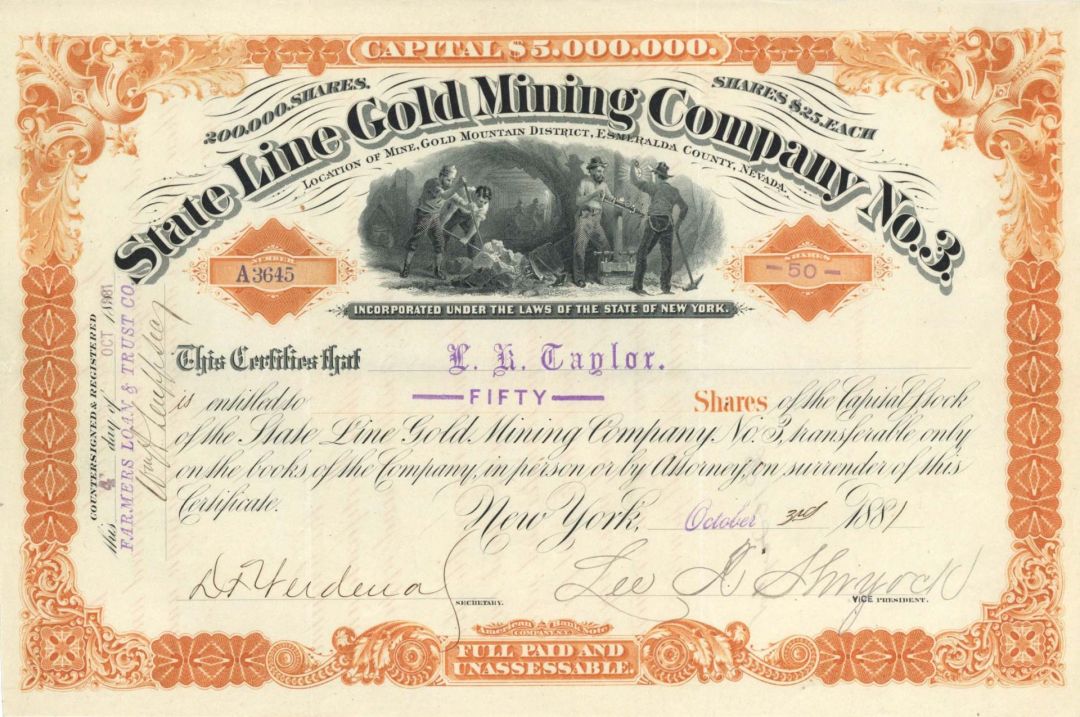 CAPITAL $5.000.000.
200.000. SHARES.
SHARES $25. EACH
State Line Gold Mining Company No. 3.
LOCATION OF MINE, GOLD MOUNTAIN DISTRICT, ESMERALDA COUNTY, NEVADA.
NUMBER
A 3645
SHARES
- 50 -
INCORPORATED UNDER THE LAWS OF THE STATE OF NEW YORK.
This Certifies that L. K. Taylor.
is entitled to FIFTY Shares of the Capital Stock
of the State Line Gold Mining Company No. 3, transferable only
on the books of the Company, in person or by Attorney, on surrender of this
Certificate.
New York, October 3rd 1881
SECRETARY.
Lee K Shryock
VICE PRESIDENT.
American Bank Note
COMPANY N.Y.
FULL PAID AND
UNASSESSABLE.
COUNTERSIGNED & REGISTERED
this 4 day of OCT 1881
FARMERS LOAN & TRUST CO.